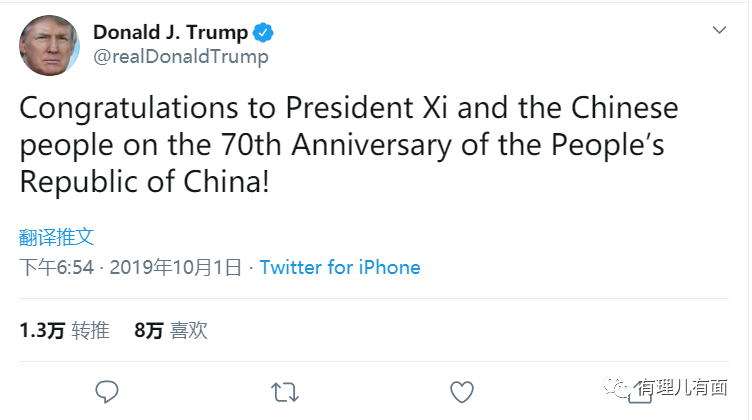 Donald J. Trump
@realDonaldTrump
Congratulations to President Xi and the Chinese
people on the 70th Anniversary of the People’s
Republic of China!
翻译推文
下午6:54 · 2019年10月1日 · Twitter for iPhone
1.3万 转推 8万 喜欢
有理儿有面